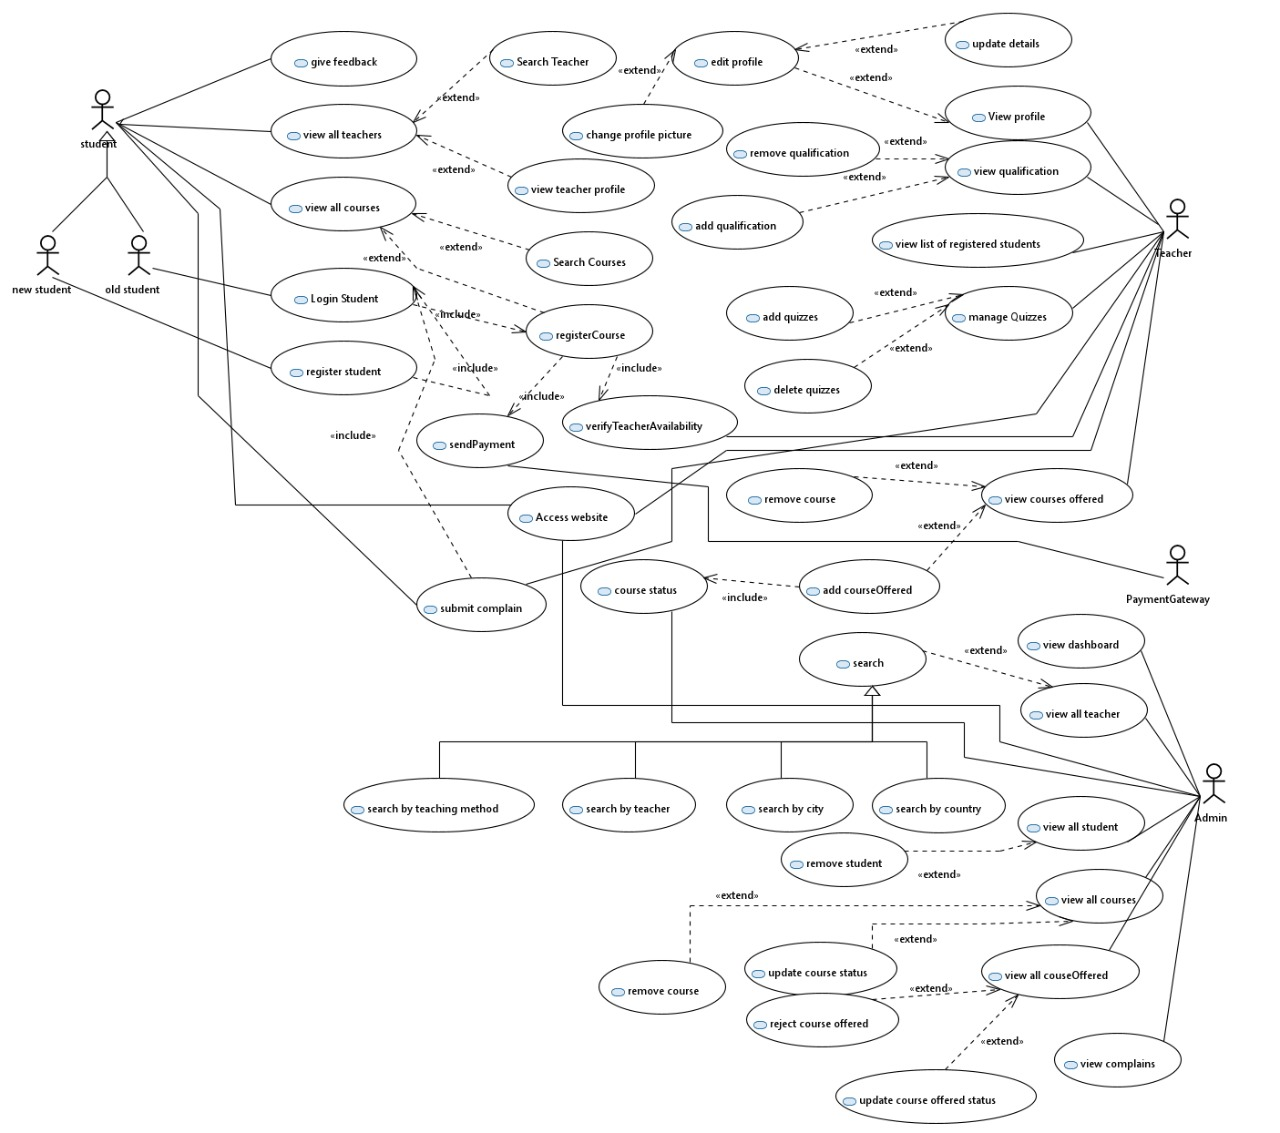 update details
give feedback
Search Teacher
edit profile
«extend»
«extend»
«extend»
«extend»
View profile
student
view all teachers
change profile picture
«extend»
remove qualification
«extend»
view teacher profile
view qualification
«extend»
view all courses
add qualification
view list of registered students
Teacher
«extend»
Search Courses
«extend»
new student
old student
Login Student
«extend»
add quizzes
manage Quizzes
«include»
registerCourse
«extend»
register student
«include»
«include»
delete quizzes
«include»
verifyTeacherAvailability
«include»
sendPayment
«extend»
remove course
view courses offered
Access website
«extend»
course status
add courseOffered
«include»
PaymentGateway
submit complain
view dashboard
«extend»
search
view all teacher
search by teaching method
search by teacher
search by city
search by country
Admin
view all student
remove student
«extend»
«extend»
view all courses
«extend»
update course status
view all couseOffered
remove course
«extend»
reject course offered
«extend»
view complains
update course offered status